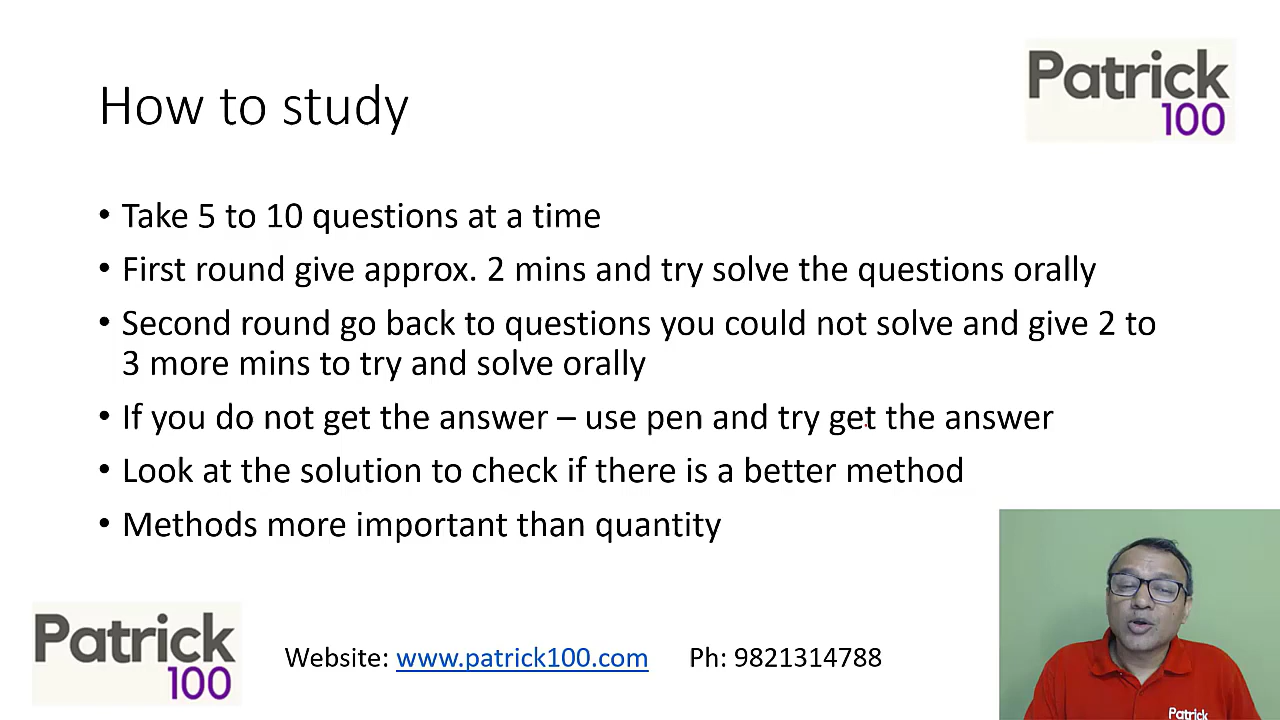 Patrick
100
How to study
• Take 5 to 10 questions at a time
• First round give approx. 2 mins and try solve the questions orally
• Second round go back to questions you could not solve and give 2 to
3 more mins to try and solve orally
• If you do not get the answer – use pen and try get the answer
• Look at the solution to check if there is a better method
• Methods more important than quantity
Patrick
100
Website: www.patrick100.com Ph: 9821314788
Patrick